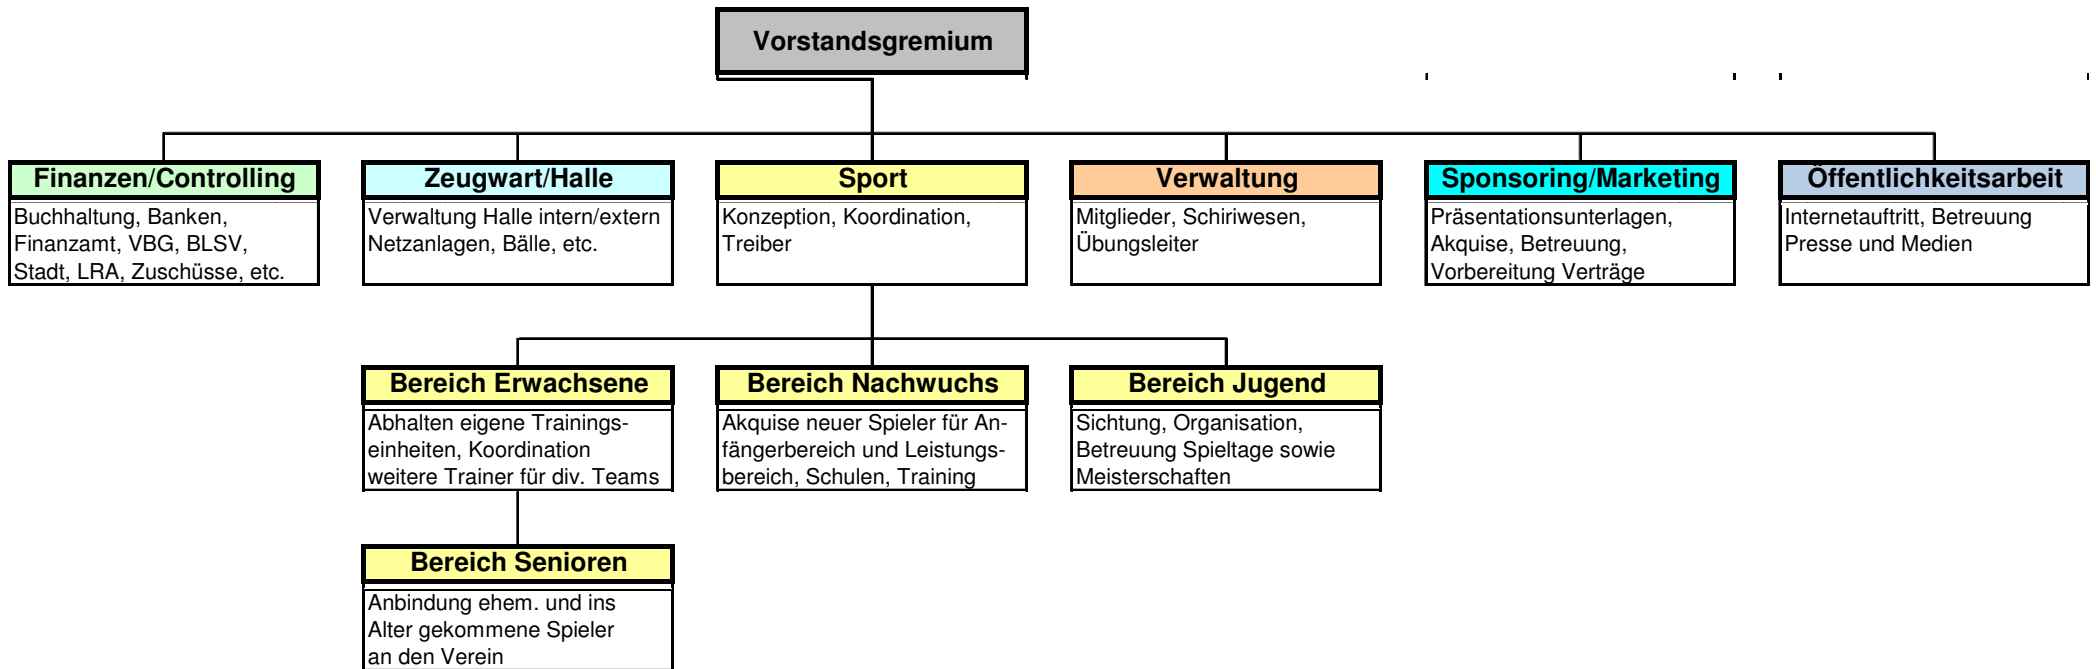 Vorstandsgremium
Finanzen/Controlling
Buchhaltung, Banken,
Finanzamt, VBG, BLSV,
Stadt, LRA, Zuschüsse, etc.
Zeugwart/Halle
Verwaltung Halle intern/extern
Netzanlagen, Bälle, etc.
Sport
Konzeption, Koordination,
Treiber
Verwaltung
Mitglieder, Schiriwesen,
Übungsleiter
Sponsoring/Marketing
Präsentationsunterlagen,
Akquise, Betreuung,
Vorbereitung Verträge
Öffentlichkeitsarbeit
Internetauftritt, Betreuung
Presse und Medien
Bereich Erwachsene
Abhalten eigene Trainings-
einheiten, Koordination
weitere Trainer für div. Teams
Bereich Nachwuchs
Akquise neuer Spieler für An-
fängerbereich und Leistungs-
bereich, Schulen, Training
Bereich Jugend
Sichtung, Organisation,
Betreuung Spieltage sowie
Meisterschaften
Bereich Senioren
Anbindung ehem. und ins
Alter gekommene Spieler
an den Verein